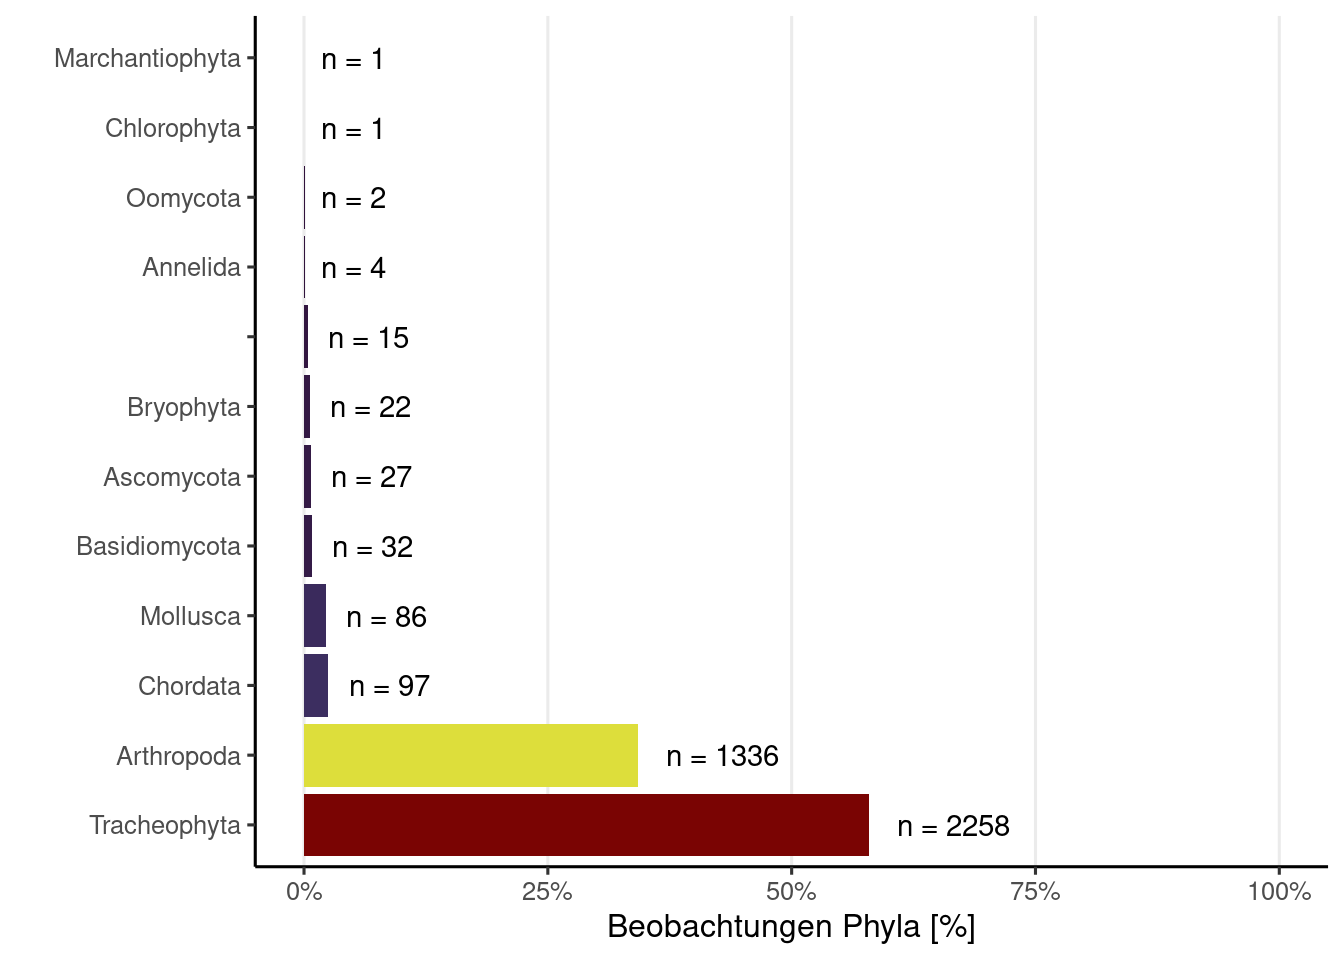 Marchantiophyta n = 1
Chlorophyta n = 1
Oomycota n = 2
Annelida n = 4
n = 15
Bryophyta n = 22
Ascomycota n = 27
Basidiomycota n = 32
Mollusca n = 86
Chordata n = 97
Arthropoda n = 1336
Tracheophyta n = 2258
0% 25% 50% 75% 100%
Beobachtungen Phyla [%]